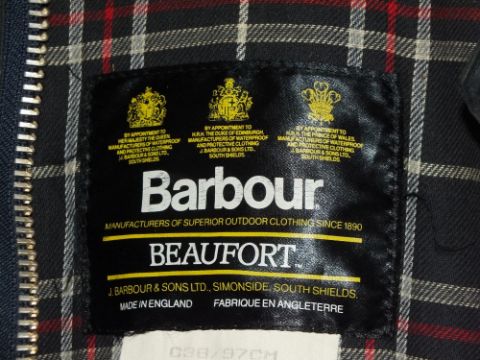 BY APPOINTMENT TO
HER MAJESTY THE QUEEN
MANUFACTURERS OF WATERPROOF
AND PROTECTIVE CLOTHING
J. BARBOUR & SONS LTD.
SOUTH SHIELDS.
BY APPOINTMENT TO
H.R.H. THE DUKE OF EDINBURGH,
MANUFACTURERS OF WATERPROOF
AND PROTECTIVE CLOTHING
J. BARBOUR & SONS LTD.
SOUTH SHIELDS.
BY APPOINTMENT TO
H.R.H. THE PRINCE OF WALES,
MANUFACTURERS OF WATERPROOF
AND PROTECTIVE CLOTHING
J. BARBOUR & SONS LTD.
SOUTH SHIELDS.
Barbour
MANUFACTURERS OF SUPERIOR OUTDOOR CLOTHING SINCE 1890
BEAUFORT™
J. BARBOUR & SONS LTD., SIMONSIDE, SOUTH SHIELDS.
MADE IN ENGLAND FABRIQUE EN ANGLETERRE
C38/97CM